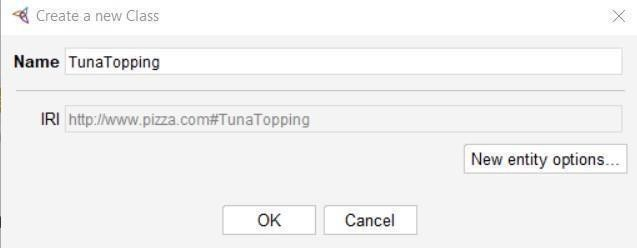 Create a new Class
Name TunaTopping
IRI http://www.pizza.com#TunaTopping
New entity options...
OK Cancel